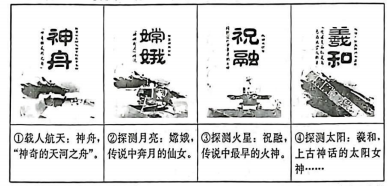 神舟
嫦娥
祝融
羲和
①载人航天：神舟，
“神奇的天河之舟”。
②探测月亮：嫦娥，
传说中奔月的仙女。
③探测火星：祝融，
传说中最早的火神。
④探测太阳：羲和，
上古神话的太阳女
神……